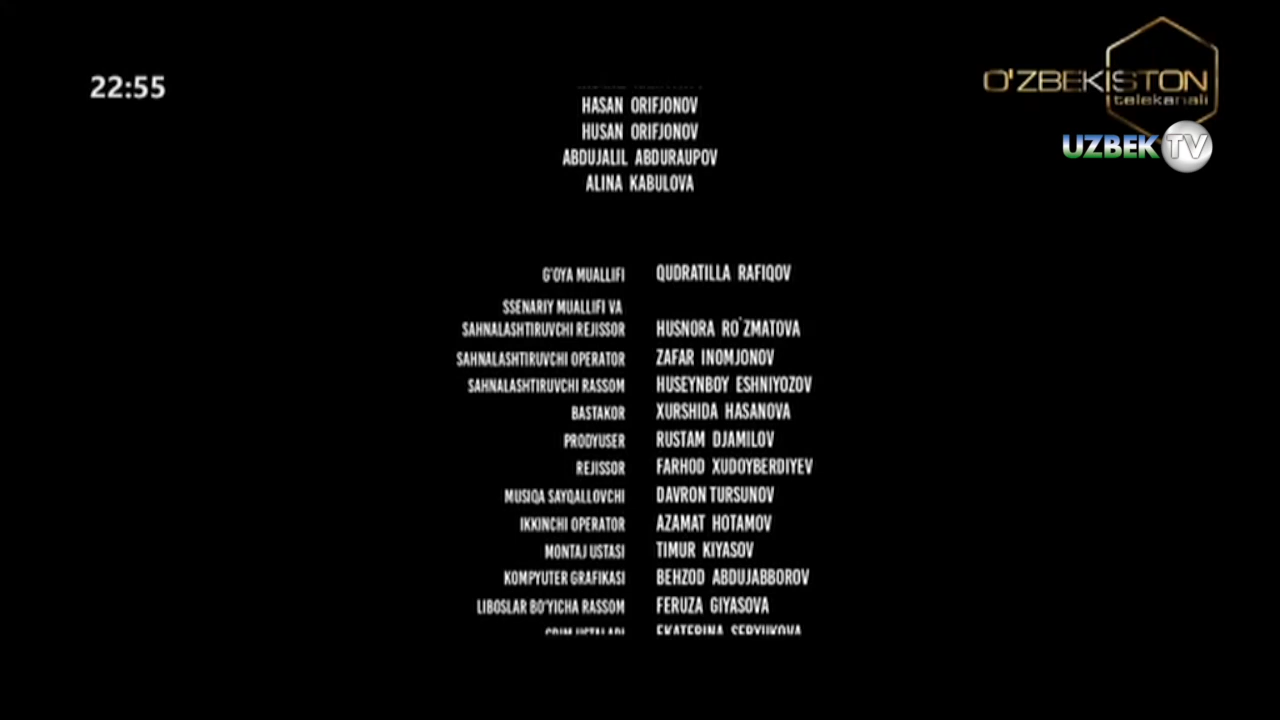 22:55
O'ZBEKISTON
telekanali
UZBEK TV
HASAN ORIFJONOV
HUSAN ORIFJONOV
ABDUJALIL ABDURAUPOV
ALINA KABULOVA
G'OYA MUALLIFI QUDRATILLA RAFIQOV
SSENARIY MUALLIFI VA
SAHNALASHTIRUVCHI REJISSOR HUSNORA RO`ZMATOVA
SAHNALASHTIRUVCHI OPERATOR ZAFAR INOMJONOV
SAHNALASHTIRUVCHI RASSOM HUSEYNBOY ESHNIYOZOV
BASTAKOR XURSHIDA HASANOVA
PRODYUSER RUSTAM DJAMILOV
REJISSOR FARHOD XUDOYBERDIYEV
MUSIQA SAYQALLOVCHI DAVRON TURSUNOV
IKKINCHI OPERATOR AZAMAT HOTAMOV
MONTAJ USTASI TIMUR KIYASOV
KOMPYUTER GRAFIKASI BEHZOD ABDUJABBOROV
LIBOSLAR BO'YICHA RASSOM FERUZA GIYASOVA
GRIM USTALARI EKATERINA SERYUKOVA